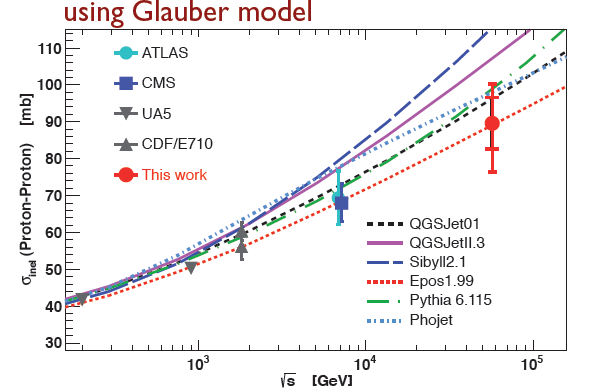 using Glauber model
σinel (Proton-Proton) [mb]
110
100
90
80
70
60
50
40
30
ATLAS
CMS
UA5
CDF/E710
This work
QGSJet01
QGSJetII.3
Sibyll2.1
Epos1.99
Pythia 6.115
Phojet
10³ 10⁴ 10⁵
√s [GeV]